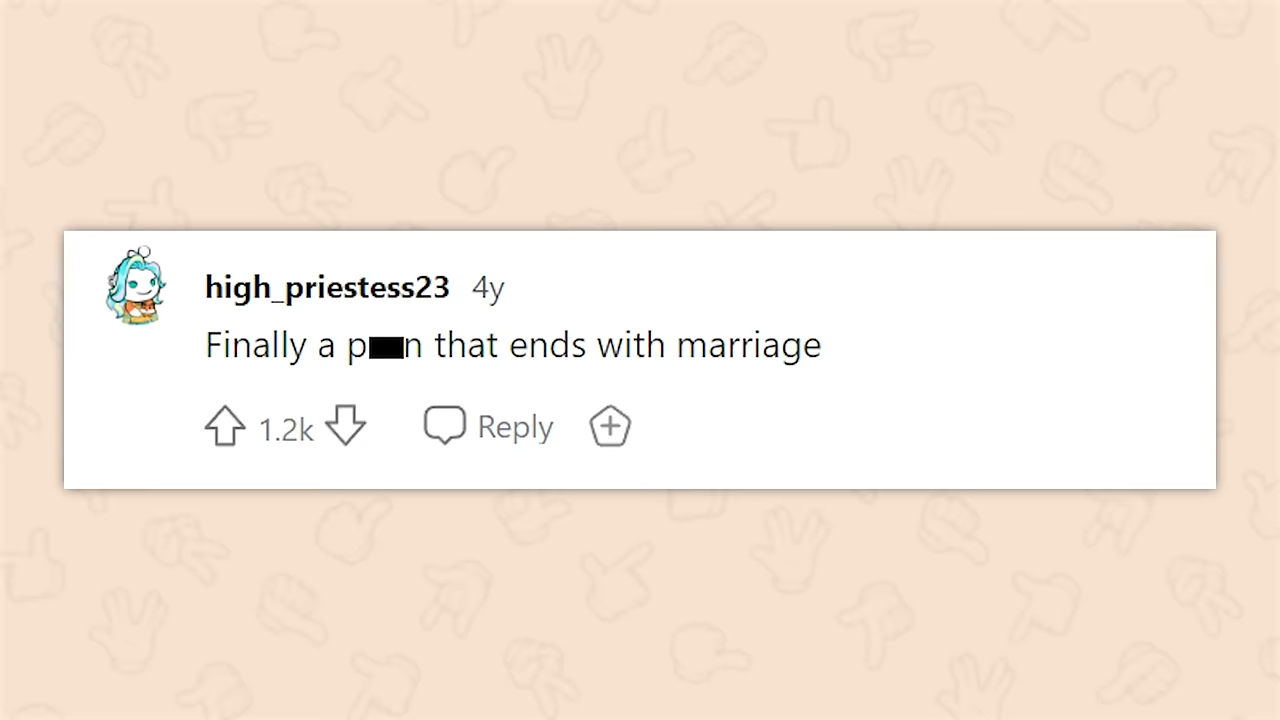 high_priestess23 4y
Finally a p■■n that ends with marriage
1.2k Reply